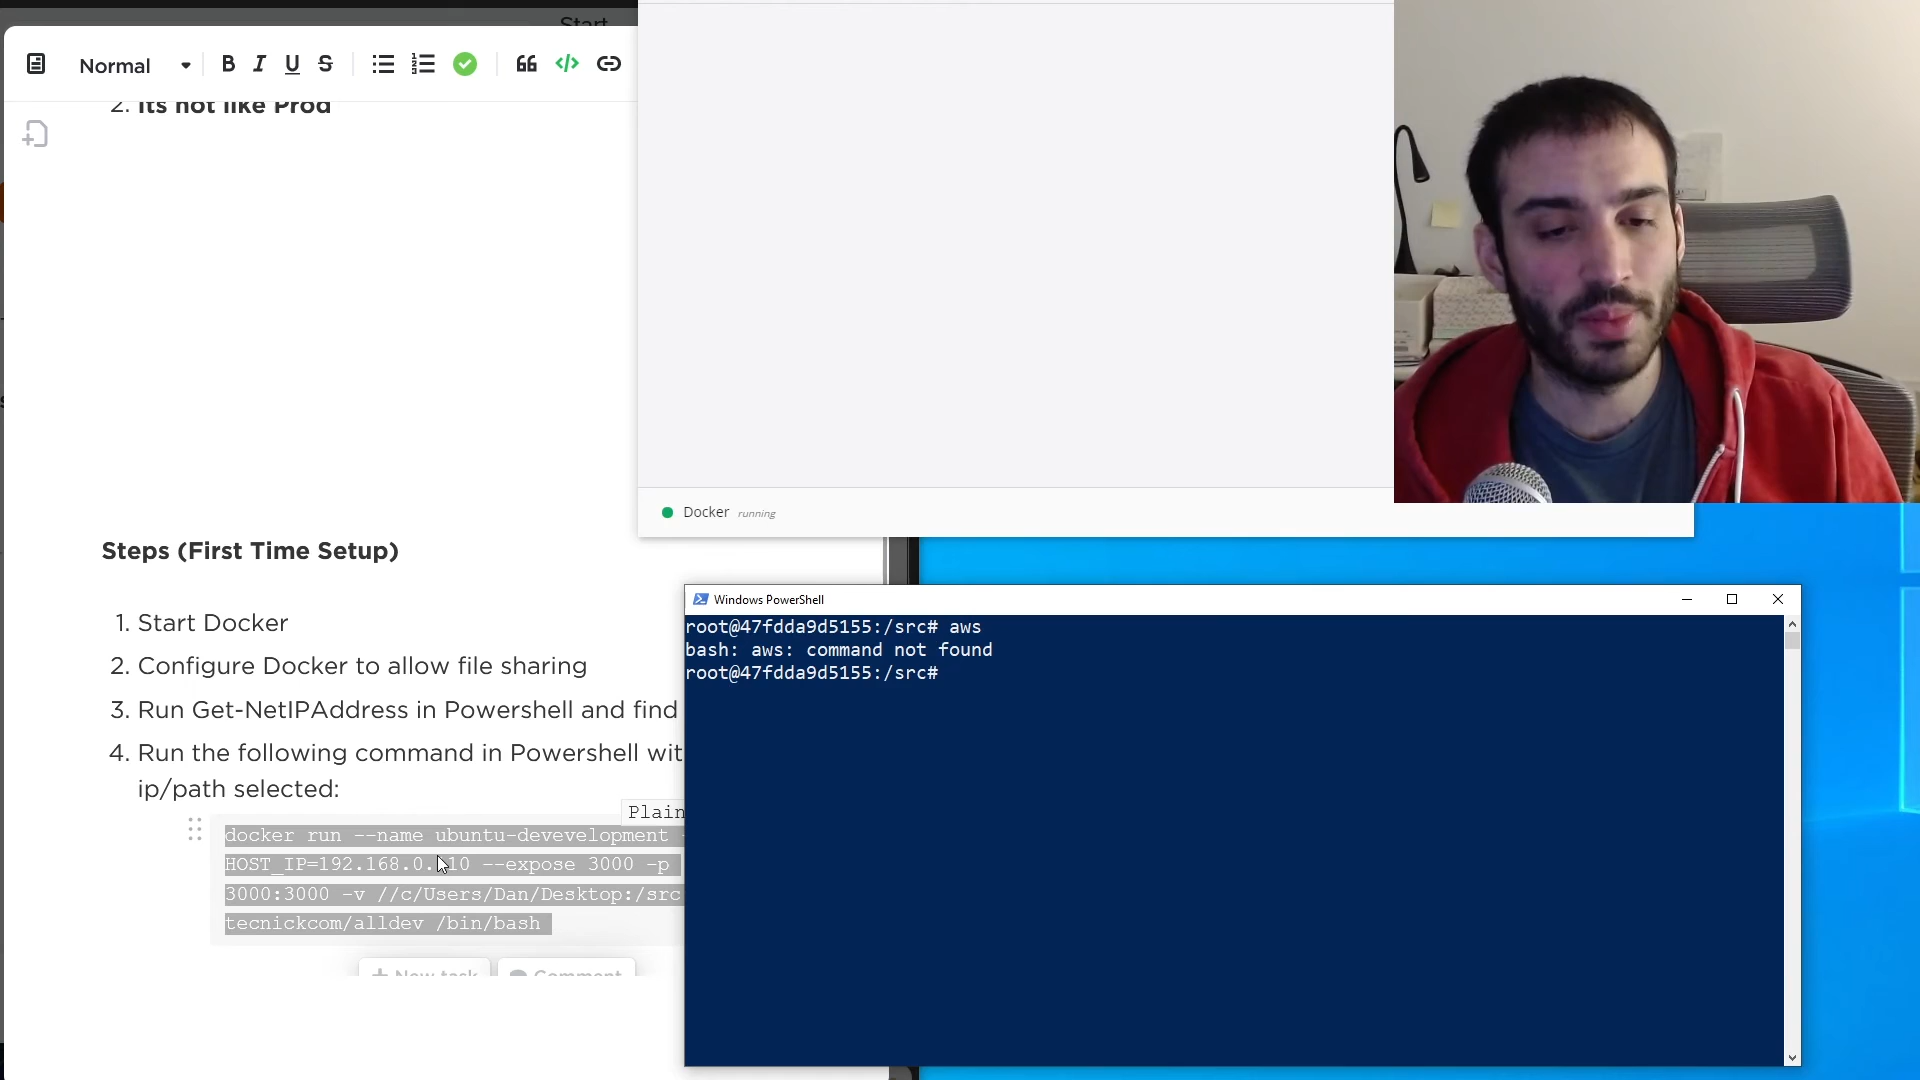 Normal
B I U S
2. Its not like Prod
Docker running
Steps (First Time Setup)
1. Start Docker
2. Configure Docker to allow file sharing
3. Run Get-NetIPAddress in Powershell and find
4. Run the following command in Powershell wit
ip/path selected:
Plain
docker run --name ubuntu-devevelopment
HOST_IP=192.168.0.110 --expose 3000 -p
3000:3000 -v //c/Users/Dan/Desktop:/src
tecnickcom/alldev /bin/bash
New task
Comment
Windows PowerShell
root@47fdda9d5155:/src# aws
bash: aws: command not found
root@47fdda9d5155:/src#